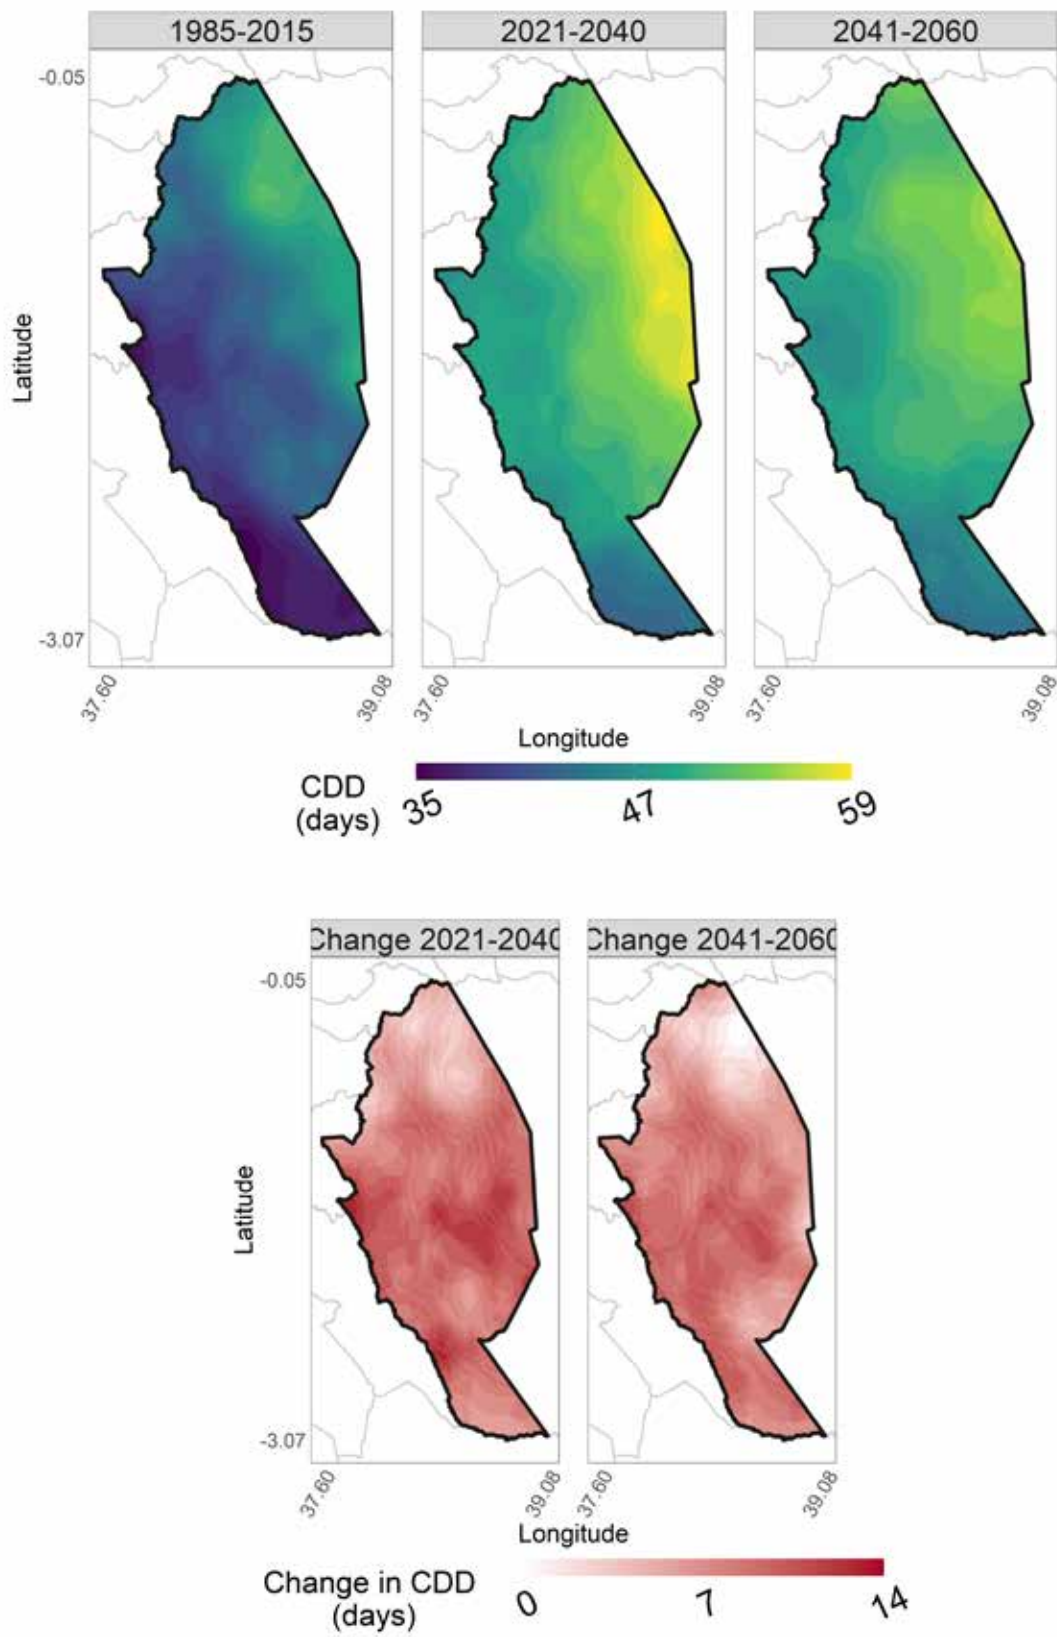 1985-2015 2021-2040 2041-2060
-0.05
Latitude
-3.07
37.60 39.08 37.60 39.08 37.60 39.08
Longitude
CDD
(days)
35 47 59
Change 2021-2040 Change 2041-2060
-0.05
Latitude
-3.07
37.60 39.08 37.60 39.08
Longitude
Change in CDD
(days)
0 7 14